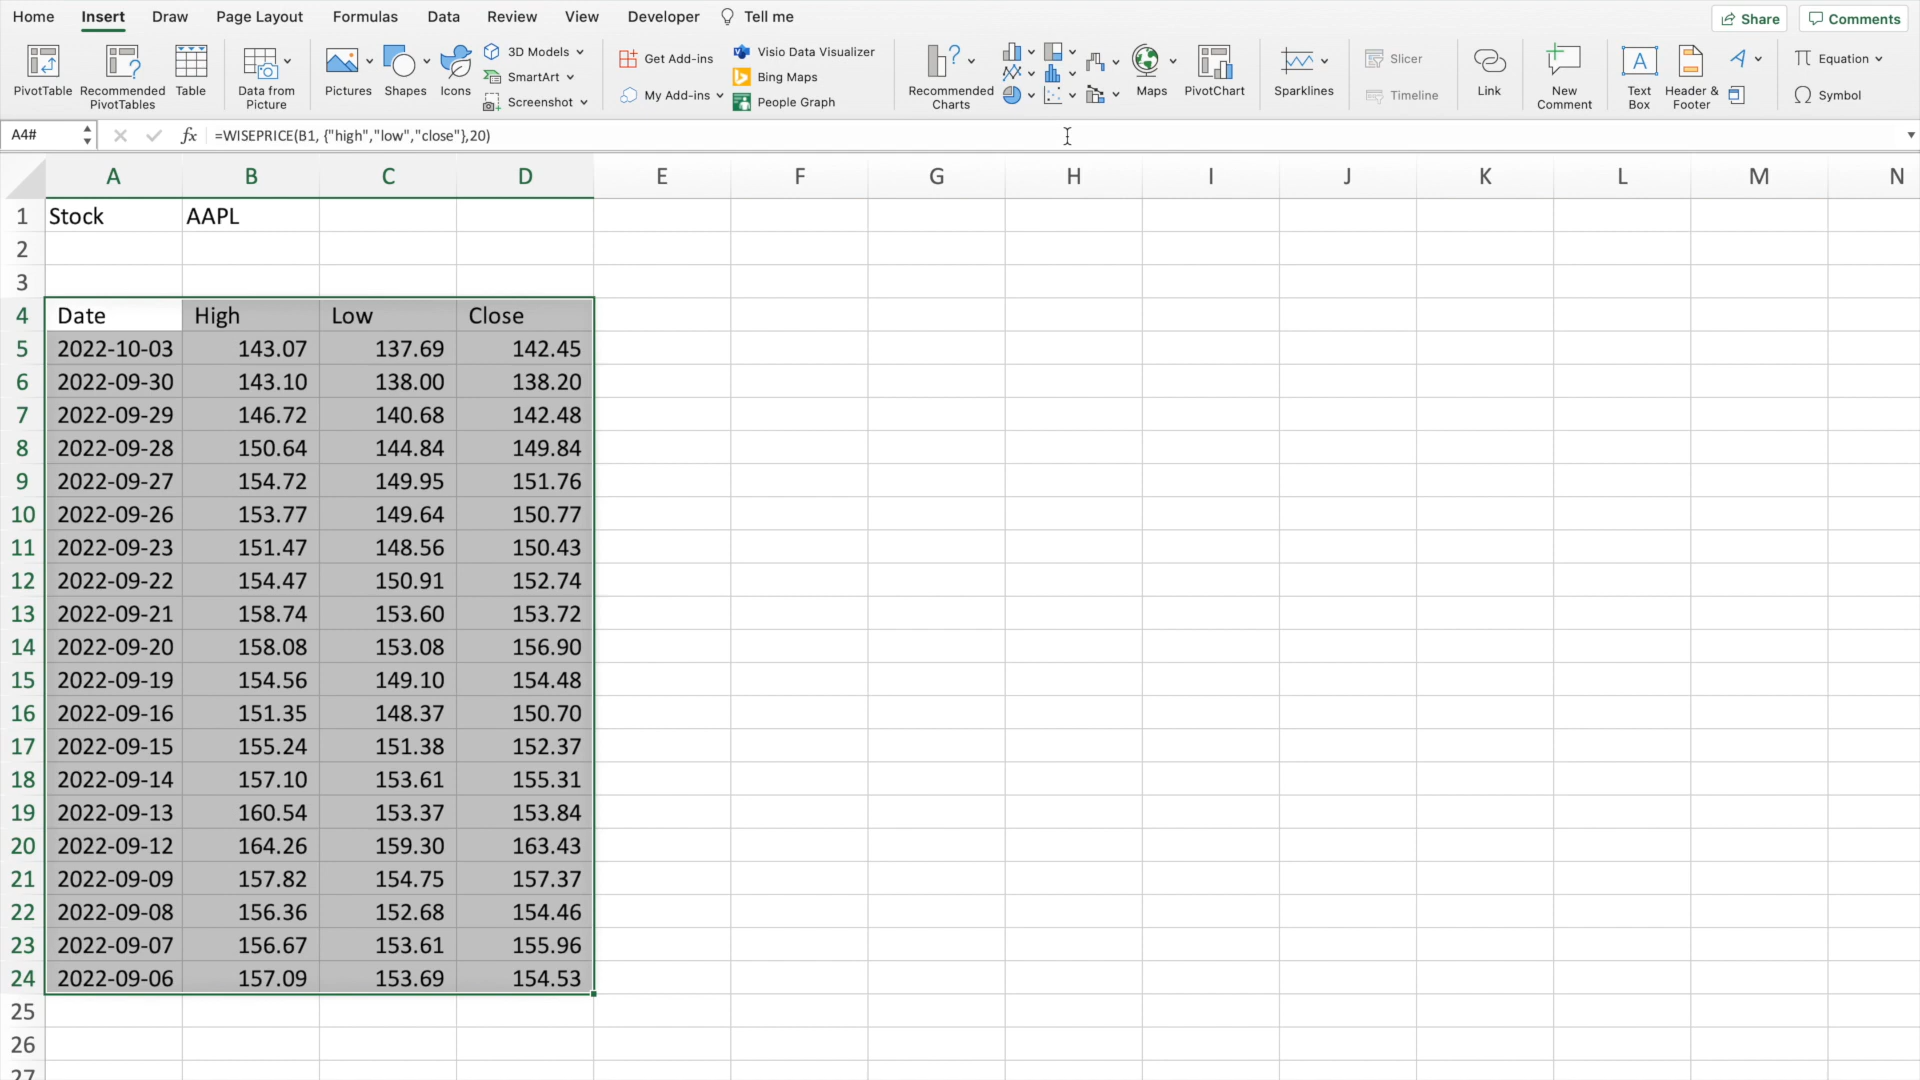 Home Insert Draw Page Layout Formulas Data Review View Developer Tell me Share Comments
PivotTable Recommended PivotTables Table Data from Picture Pictures Shapes Icons 3D Models SmartArt Screenshot Get Add-ins My Add-ins Visio Data Visualizer Bing Maps People Graph Recommended Charts Maps PivotChart Sparklines Slicer Timeline Link New Comment Text Box Header & Footer Equation Symbol
A4# fx =WISEPRICE(B1, {"high","low","close"},20)
A B C D E F G H I J K L M N
1 Stock AAPL
2
3
4 Date High Low Close
5 2022-10-03 143.07 137.69 142.45
6 2022-09-30 143.10 138.00 138.20
7 2022-09-29 146.72 140.68 142.48
8 2022-09-28 150.64 144.84 149.84
9 2022-09-27 154.72 149.95 151.76
10 2022-09-26 153.77 149.64 150.77
11 2022-09-23 151.47 148.56 150.43
12 2022-09-22 154.47 150.91 152.74
13 2022-09-21 158.74 153.60 153.72
14 2022-09-20 158.08 153.08 156.90
15 2022-09-19 154.56 149.10 154.48
16 2022-09-16 151.35 148.37 150.70
17 2022-09-15 155.24 151.38 152.37
18 2022-09-14 157.10 153.61 155.31
19 2022-09-13 160.54 153.37 153.84
20 2022-09-12 164.26 159.30 163.43
21 2022-09-09 157.82 154.75 157.37
22 2022-09-08 156.36 152.68 154.46
23 2022-09-07 156.67 153.61 155.96
24 2022-09-06 157.09 153.69 154.53
25
26
27